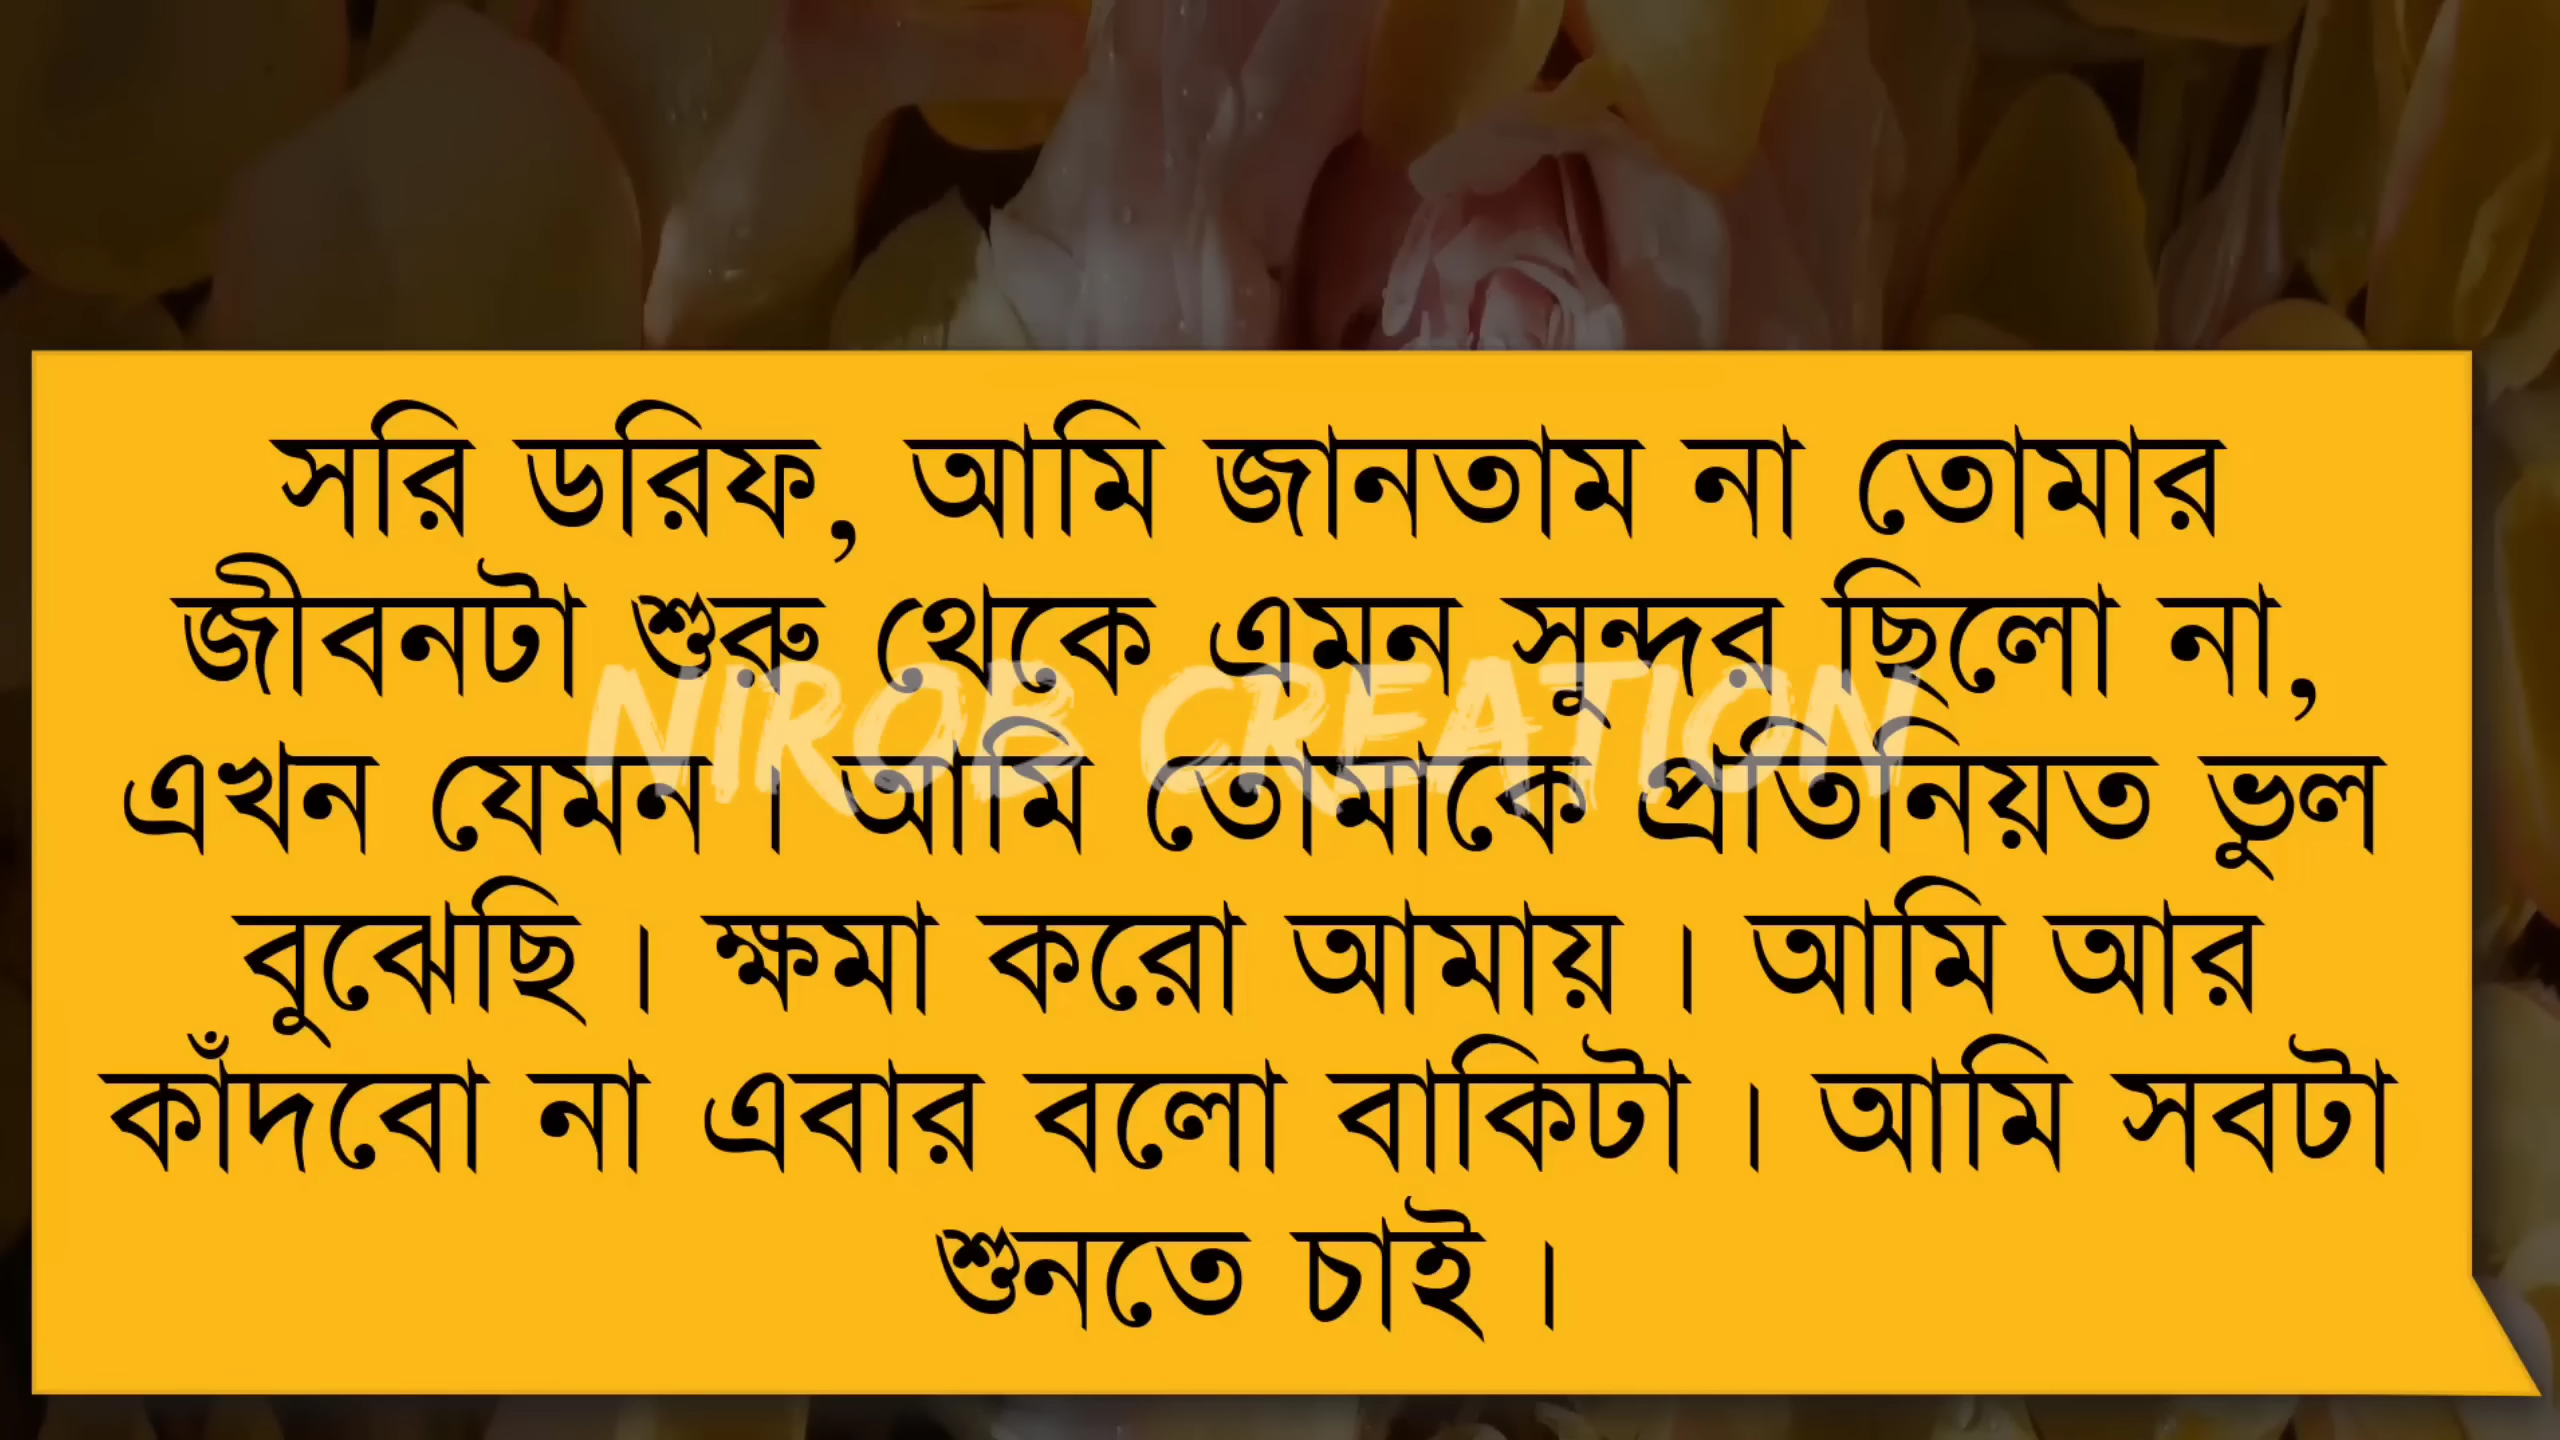 সরি ডরিফ, আমি জানতাম না তোমার
জীবনটা শুরু থেকে এমন সুন্দর ছিলো না,
NIROB CREATION
এখন যেমন। আমি তোমাকে প্রতিনিয়ত ভুল
বুঝেছি। ক্ষমা করো আমায়। আমি আর
কাঁদবো না এবার বলো বাকিটা। আমি সবটা
শুনতে চাই।